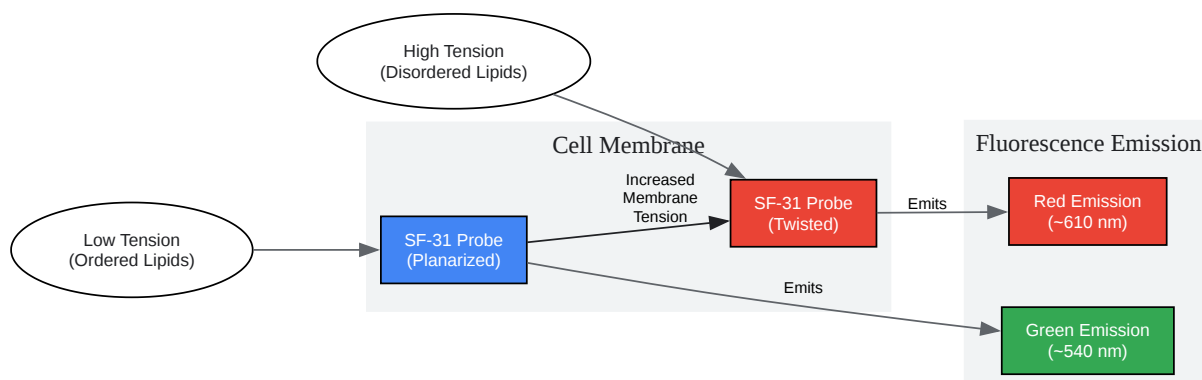 High Tension
(Disordered Lipids)
Cell Membrane
Fluorescence Emission
Low Tension
(Ordered Lipids)
SF-31 Probe
(Planarized)
Increased
Membrane
Tension
SF-31 Probe
(Twisted)
Emits
Red Emission
(~610 nm)
Emits
Green Emission
(~540 nm)